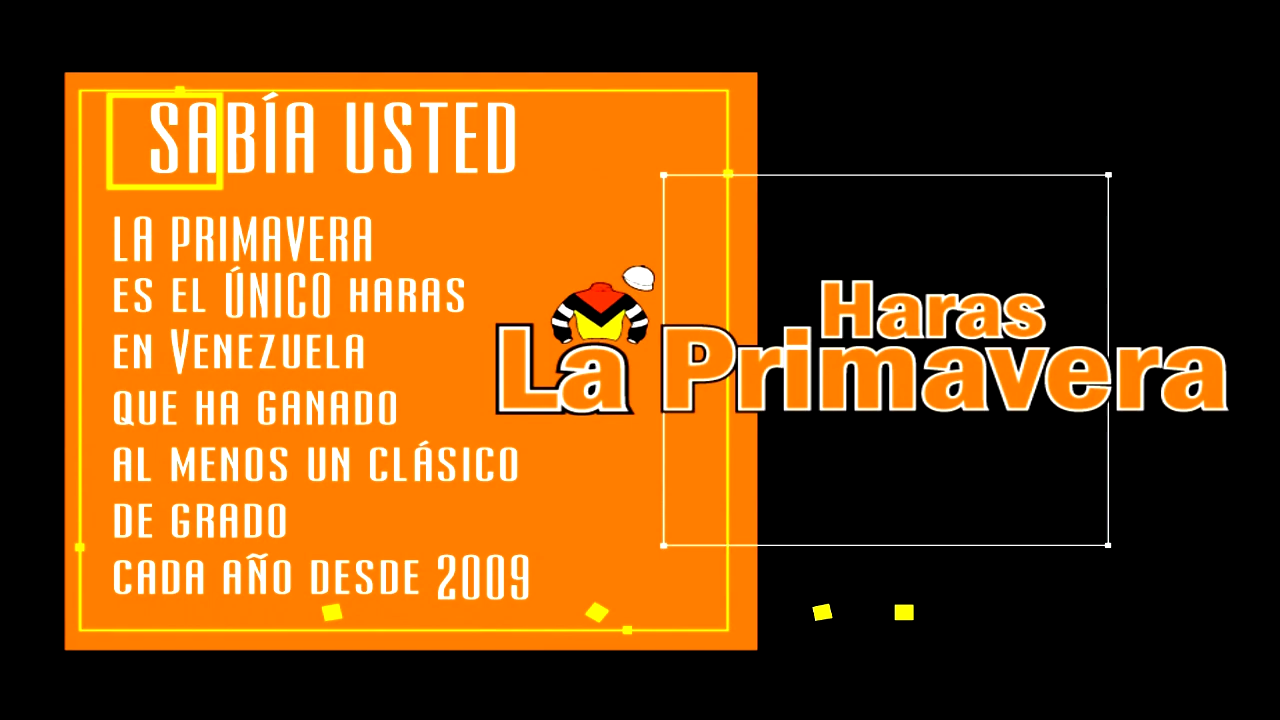 SABÍA USTED
LA PRIMAVERA
ES EL ÚNICO HARAS
EN VENEZUELA
QUE HA GANADO
AL MENOS UN CLÁSICO
DE GRADO
CADA AÑO DESDE 2009
Haras
La Primavera